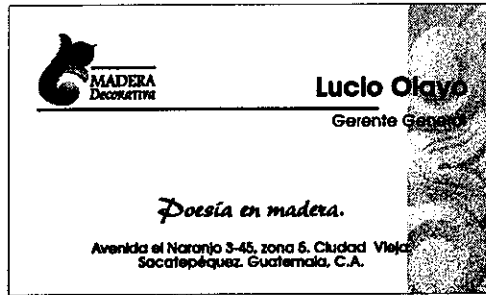 MADERA
Decorativa
Lucio Olayo
Gerente General
Poesía en madera.
Avenida el Naranjo 3-45, zona 5. Ciudad Vieja,
Sacatepéquez. Guatemala, C.A.